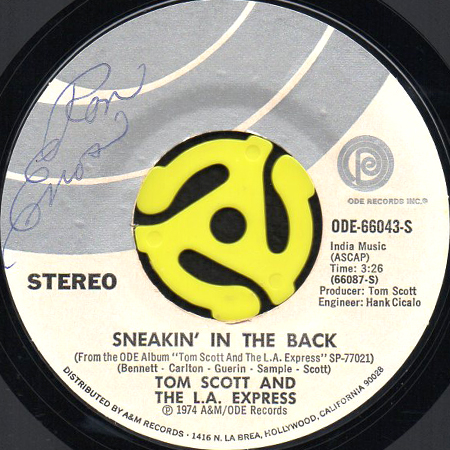 Ron
Enos
ODE RECORDS INC.®
ODE-66043-S
India Music
(ASCAP)
Time: 3:26
(66087-S)
Producer: Tom Scott
Engineer: Hank Cicalo
STEREO
SNEAKIN' IN THE BACK
(From the ODE Album "Tom Scott And The L.A. Express" SP-77021)
(Bennett - Carlton - Guerin - Sample - Scott)
TOM SCOTT AND
THE L.A. EXPRESS
℗ 1974 A&M/ODE Records
DISTRIBUTED BY A&M RECORDS · 1416 N. LA BREA, HOLLYWOOD, CALIFORNIA 90028